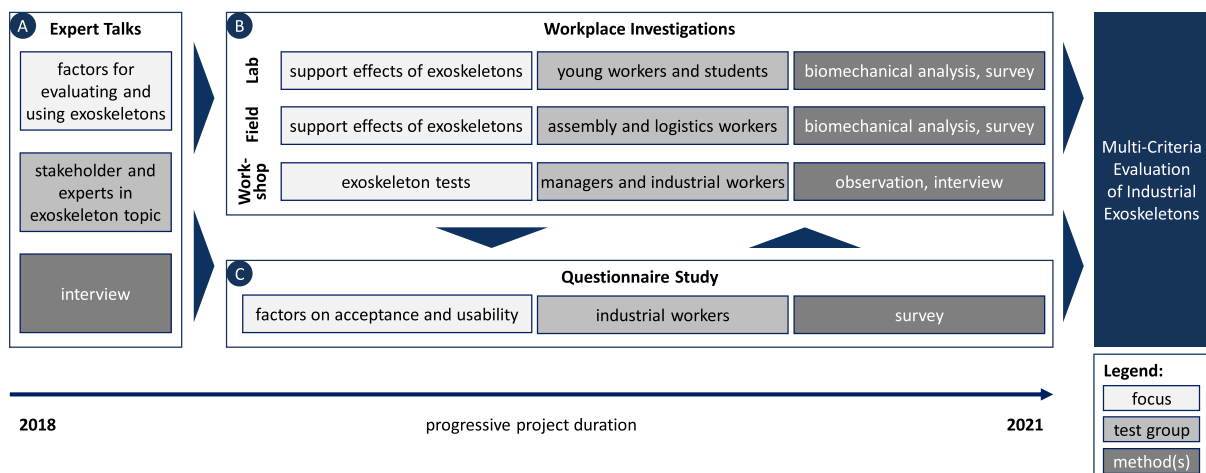 A
Expert Talks
factors for
evaluating and
using exoskeletons
stakeholder and
experts in
exoskeleton topic
interview
B
Workplace Investigations
Lab
support effects of exoskeletons
young workers and students
biomechanical analysis, survey
Field
support effects of exoskeletons
assembly and logistics workers
biomechanical analysis, survey
Work-
shop
exoskeleton tests
managers and industrial workers
observation, interview
C
Questionnaire Study
factors on acceptance and usability
industrial workers
survey
Multi-Criteria
Evaluation
of Industrial
Exoskeletons
2018
progressive project duration
2021
Legend:
focus
test group
method(s)